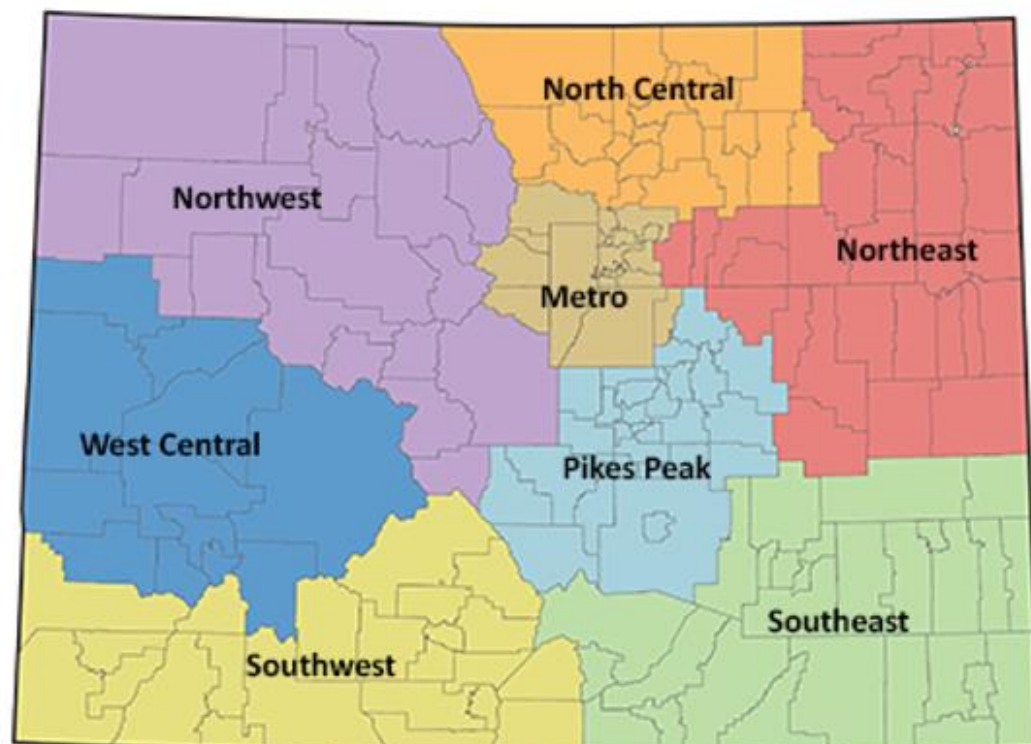 North Central
Northwest
Northeast
Metro
West Central
Pikes Peak
Southeast
Southwest